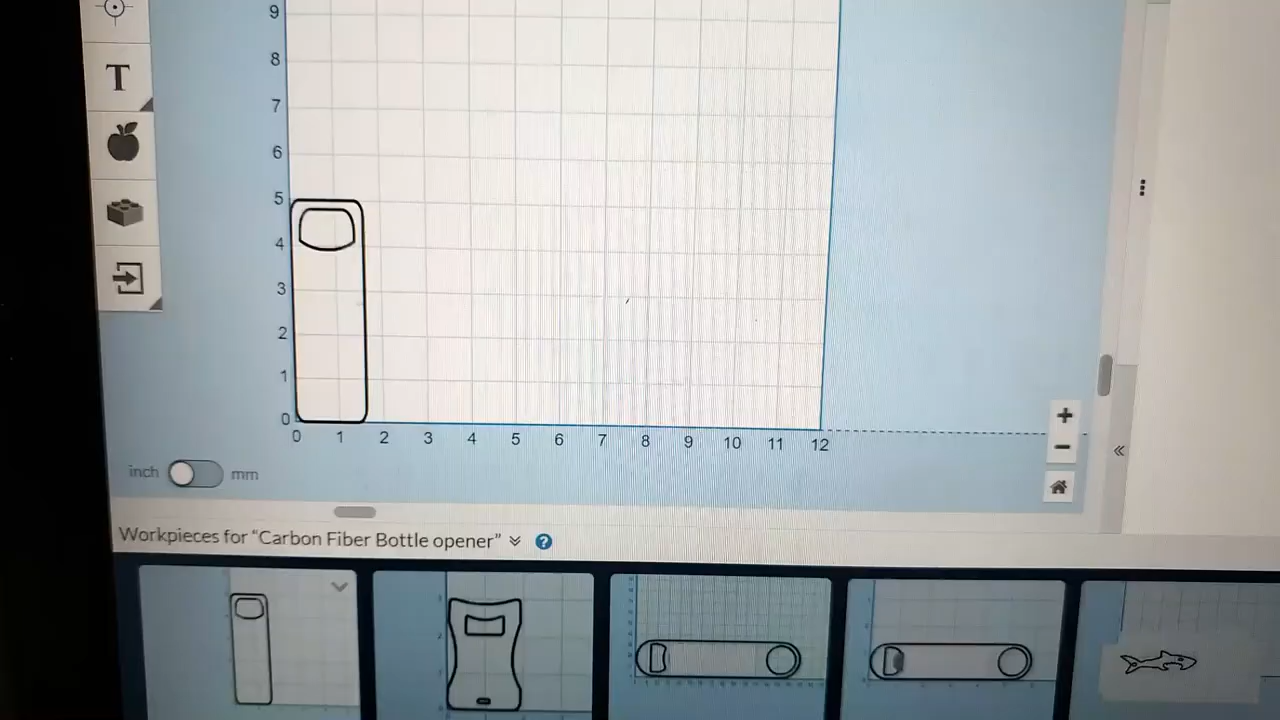 9
8
T
7
6
5
4
3
2
1
0
0 1 2 3 4 5 6 7 8 9 10 11 12
inch mm
Workpieces for "Carbon Fiber Bottle opener" ?